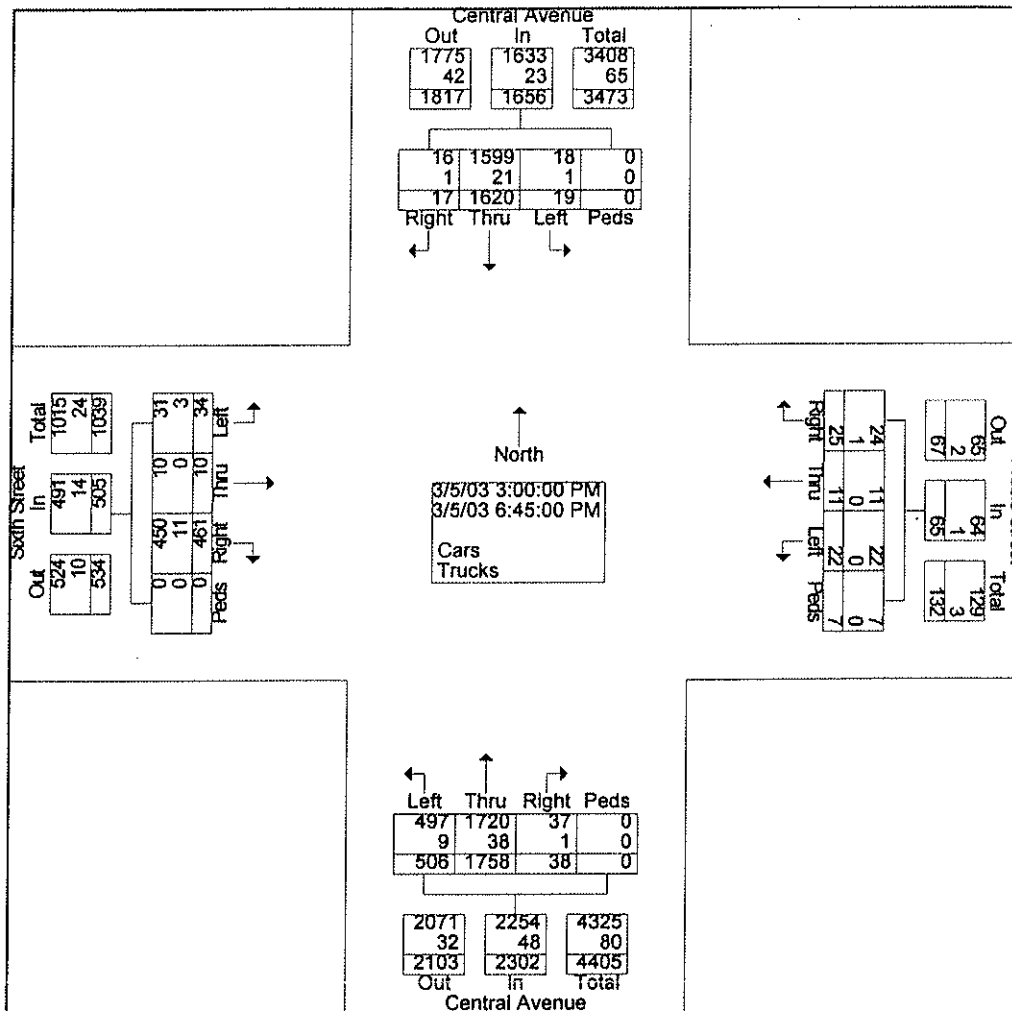 Central Avenue
Out In Total
1775 1633 3408
42 23 65
1817 1656 3473
16 1599 18 0
1 21 1 0
17 1620 19 0
Right Thru Left Peds
Sixth Street
Total In Out
1015 491 524
24 14 10
1039 505 534
31 10 450 0
3 0 11 0
34 10 461 0
Left Thru Right Peds
North
3/5/03 3:00:00 PM
3/5/03 6:45:00 PM
Cars
Trucks
Out In Total
65 64 129
2 1 3
67 65 132
24 11 22 7
1 0 0 0
25 11 22 7
Right Thru Left Peds
Left Thru Right Peds
497 1720 37 0
9 38 1 0
506 1758 38 0
2071 2254 4325
32 48 80
2103 2302 4405
Out In Total
Central Avenue